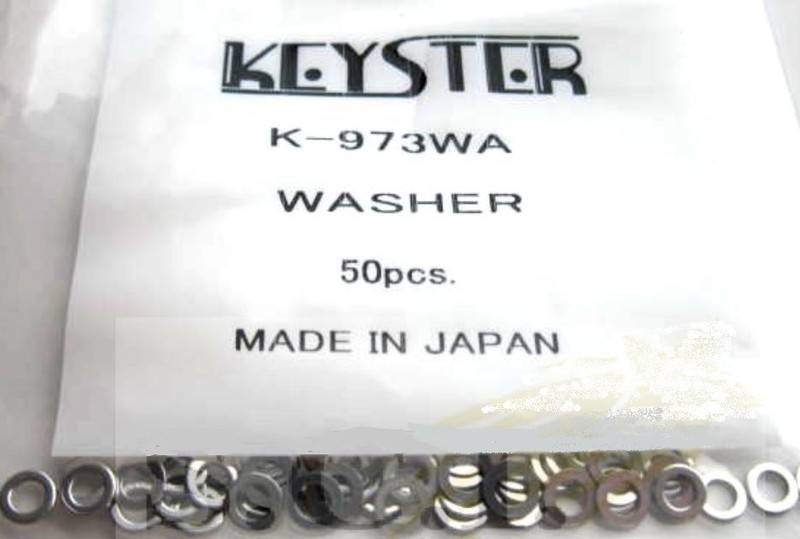 KEYSTER
K-973WA
WASHER
50pcs.
MADE IN JAPAN